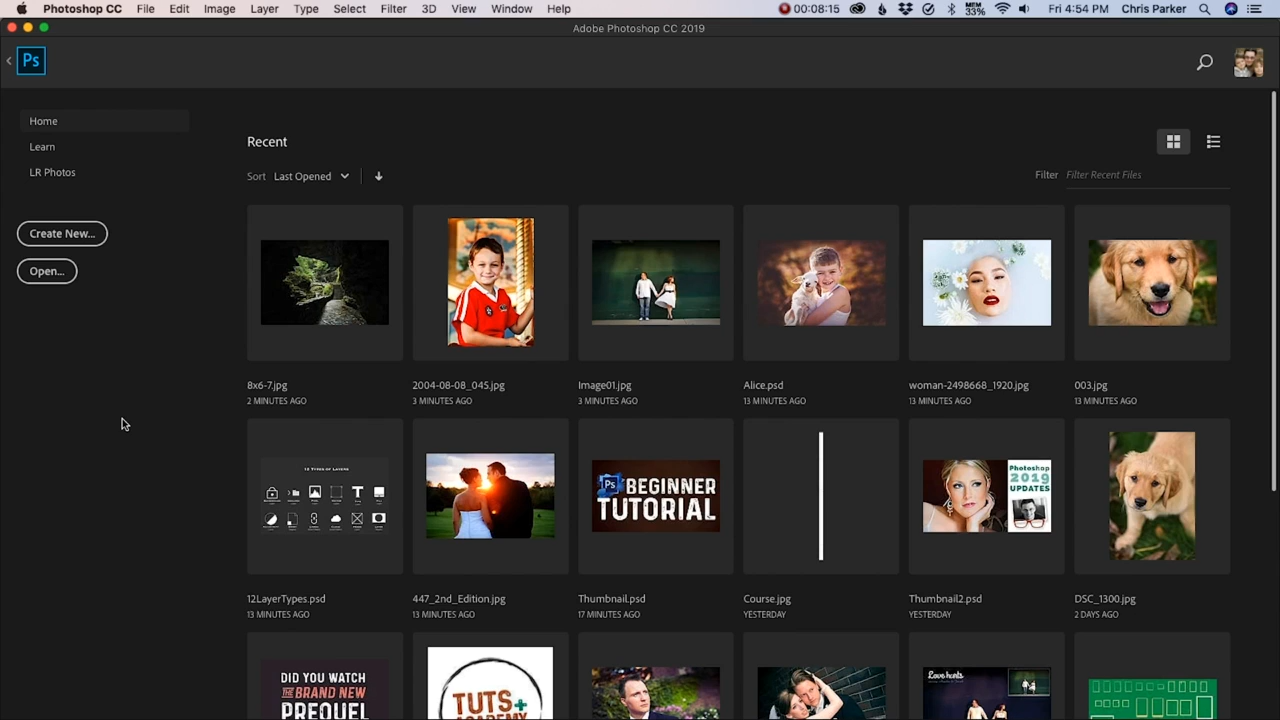 Photoshop CC File Edit Image Layer Type Select Filter 3D View Window Help 00:08:15 MEM 33% Fri 4:54 PM Chris Parker
Adobe Photoshop CC 2019
Ps
Home
Learn
LR Photos
Create New...
Open...
Recent
Sort Last Opened
Filter Filter Recent Files
8x6-7.jpg 2004-08-08_045.jpg Image01.jpg Alice.psd woman-2498668_1920.jpg 003.jpg
2 MINUTES AGO 3 MINUTES AGO 3 MINUTES AGO 13 MINUTES AGO 13 MINUTES AGO 13 MINUTES AGO
12 TYPES OF LAYERS
Ps BEGINNER
TUTORIAL
Photoshop
2019
UPDATES
12LayerTypes.psd 447_2nd_Edition.jpg Thumbnail.psd Course.jpg Thumbnail2.psd DSC_1300.jpg
13 MINUTES AGO 13 MINUTES AGO 17 MINUTES AGO YESTERDAY YESTERDAY 2 DAYS AGO
DID YOU WATCH
THE BRAND NEW
PREQUEL
TUTS+
ACADEMY
Love hunts